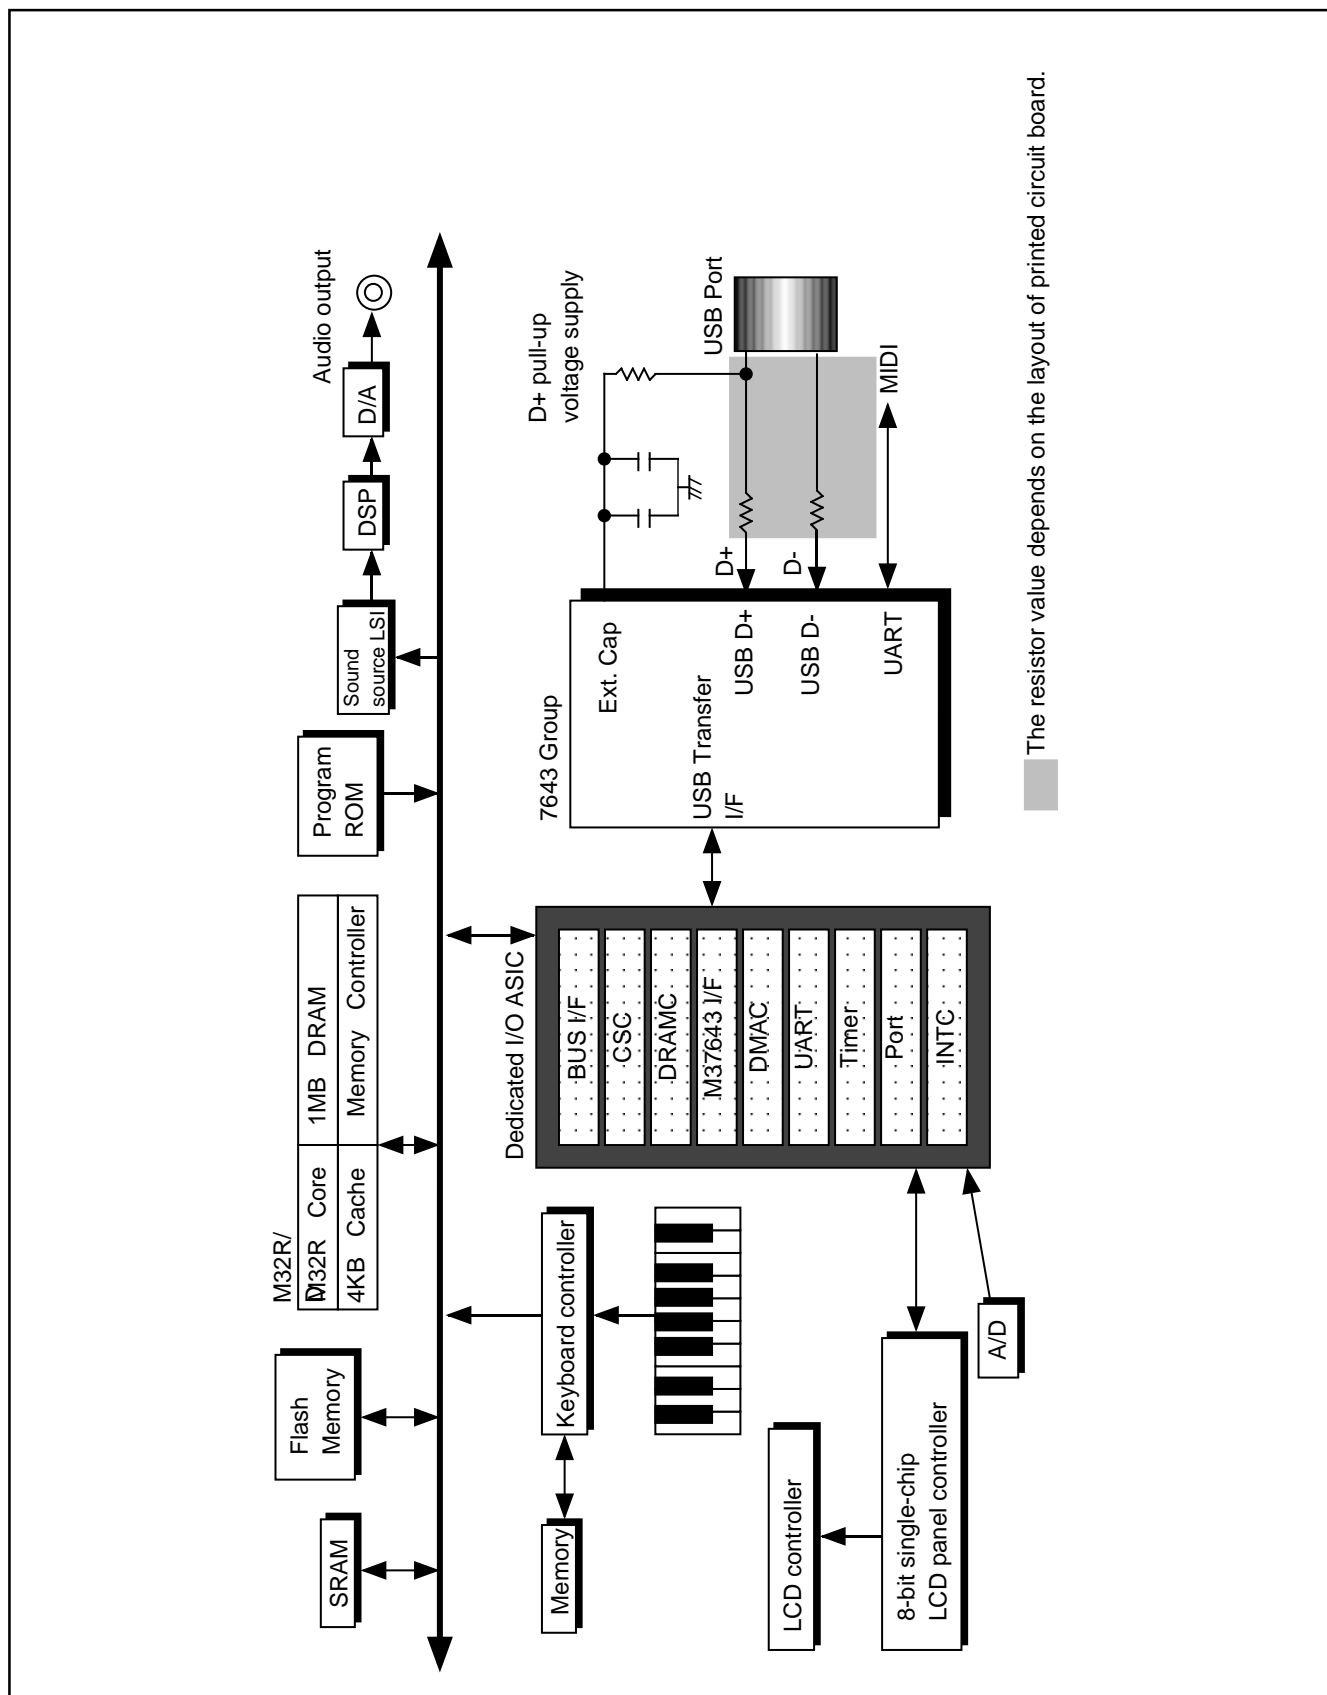 SRAM
Flash
Memory
M32R/
D
M32R Core
1MB DRAM
4KB Cache
Memory Controller
Program
ROM
Sound
source LSI
DSP
D/A
Audio output
Memory
Keyboard controller
Dedicated I/O ASIC
BUS I/F
CSC
DRAMC
M37643 I/F
DMAC
UART
Timer
Port
INTC
7643 Group
Ext. Cap
USB Transfer
I/F
USB D+
USB D-
UART
D+
D-
D+ pull-up
voltage supply
USB Port
MIDI
LCD controller
8-bit single-chip
LCD panel controller
A/D
The resistor value depends on the layout of printed circuit board.